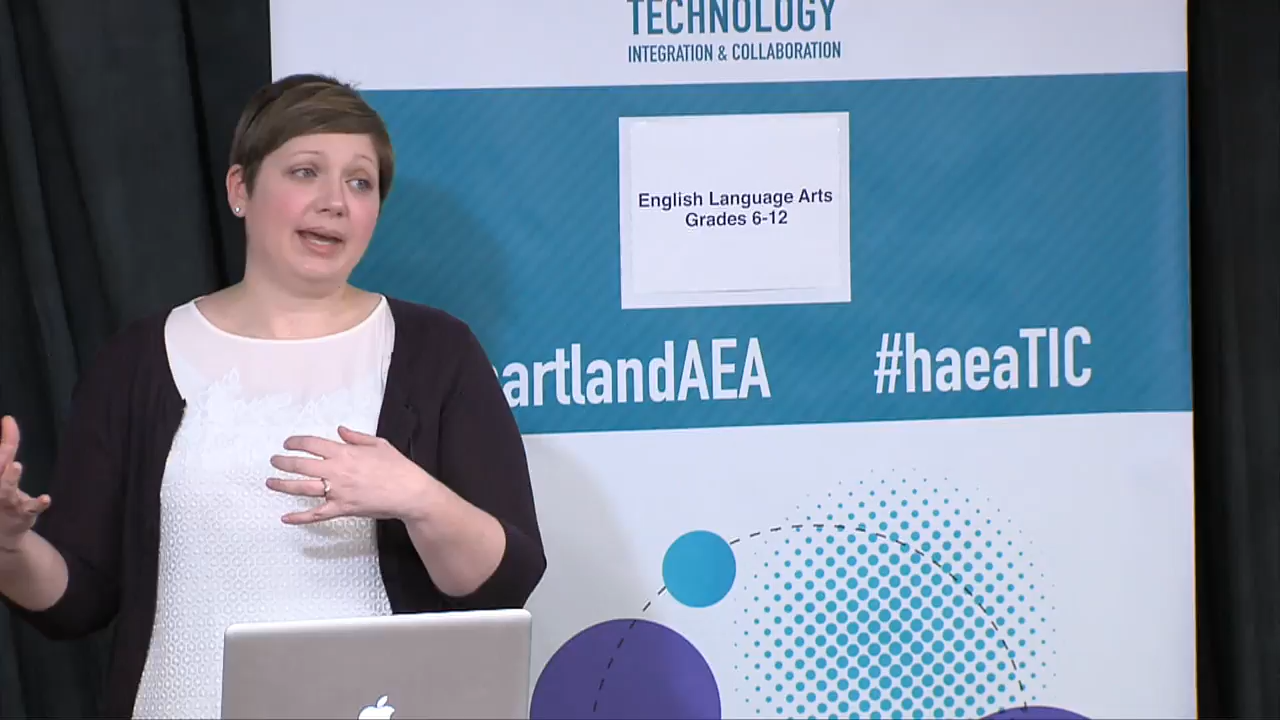 TECHNOLOGY
INTEGRATION & COLLABORATION
English Language Arts
Grades 6-12
artlandAEA
#haeaTIC